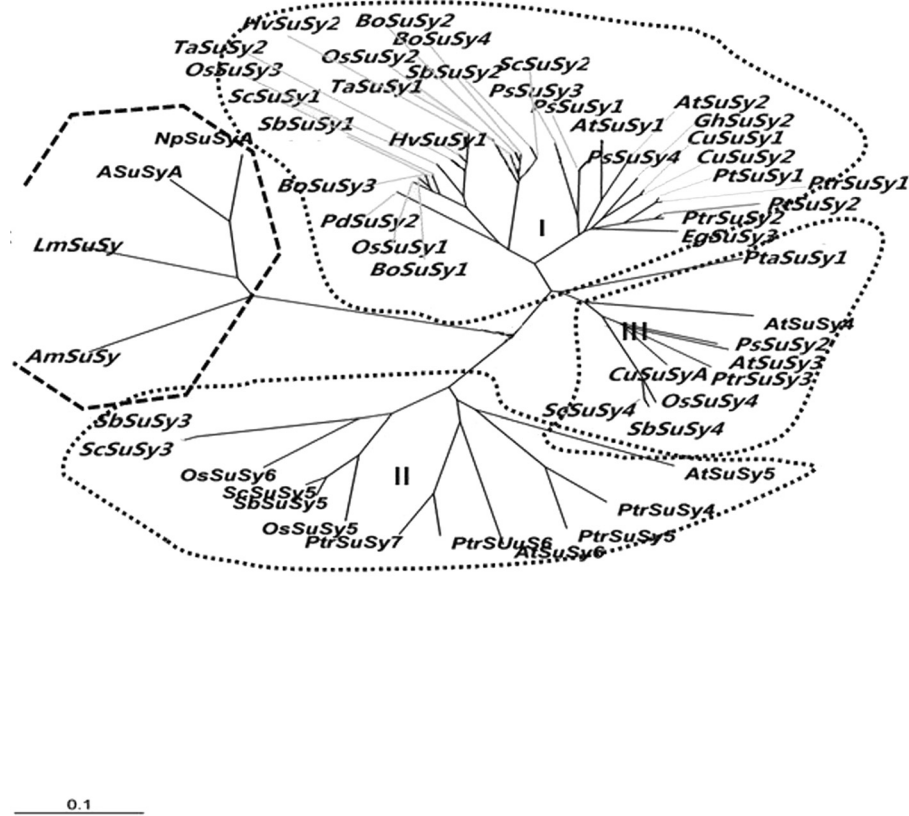 HvSuSy2
BoSuSy2
BoSuSy4
TaSuSy2
OsSuSy2
OsSuSy3
SbSuSy2
ScSuSy2
TaSuSy1
PsSuSy3
ScSuSy1
PsSuSy1
AtSuSy2
SbSuSy1
AtSuSy1
GhSuSy2
NpSuSyA
HvSuSy1
CuSuSy1
PsSuSy4
CuSuSy2
ASuSyA
PtSuSy1
BoSuSy3
PtrSuSy1
PtSuSy2
PdSuSy2
PtrSuSy2
I
EgSuSy3
LmSuSy
OsSuSy1
PtaSuSy1
BoSuSy1
AtSuSy4
III
PsSuSy2
AmSuSy
AtSuSy3
CuSuSyA
PtrSuSy3
OsSuSy4
ScSuSy4
SbSuSy3
SbSuSy4
ScSuSy3
OsSuSy6
II
AtSuSy5
ScSuSy5
SbSuSy5
PtrSuSy4
OsSuSy5
PtrSuSy7
PtrSUuS6
PtrSuSy5
AtSuSy6
0.1